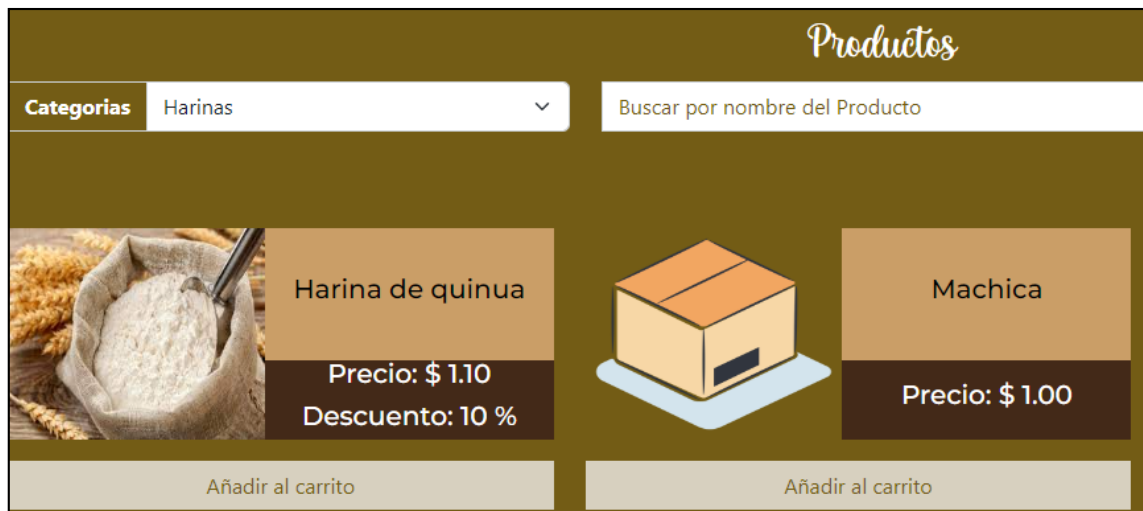 Productos
Categorias
Harinas
Buscar por nombre del Producto
Harina de quinua
Precio: $ 1.10
Descuento: 10 %
Añadir al carrito
Machica
Precio: $ 1.00
Añadir al carrito